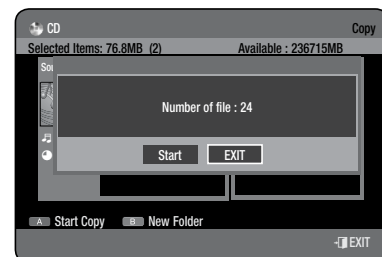 CD Copy
Selected Items: 76.8MB (2) Available : 236715MB
Number of file : 24
Start EXIT
A Start Copy B New Folder
EXIT